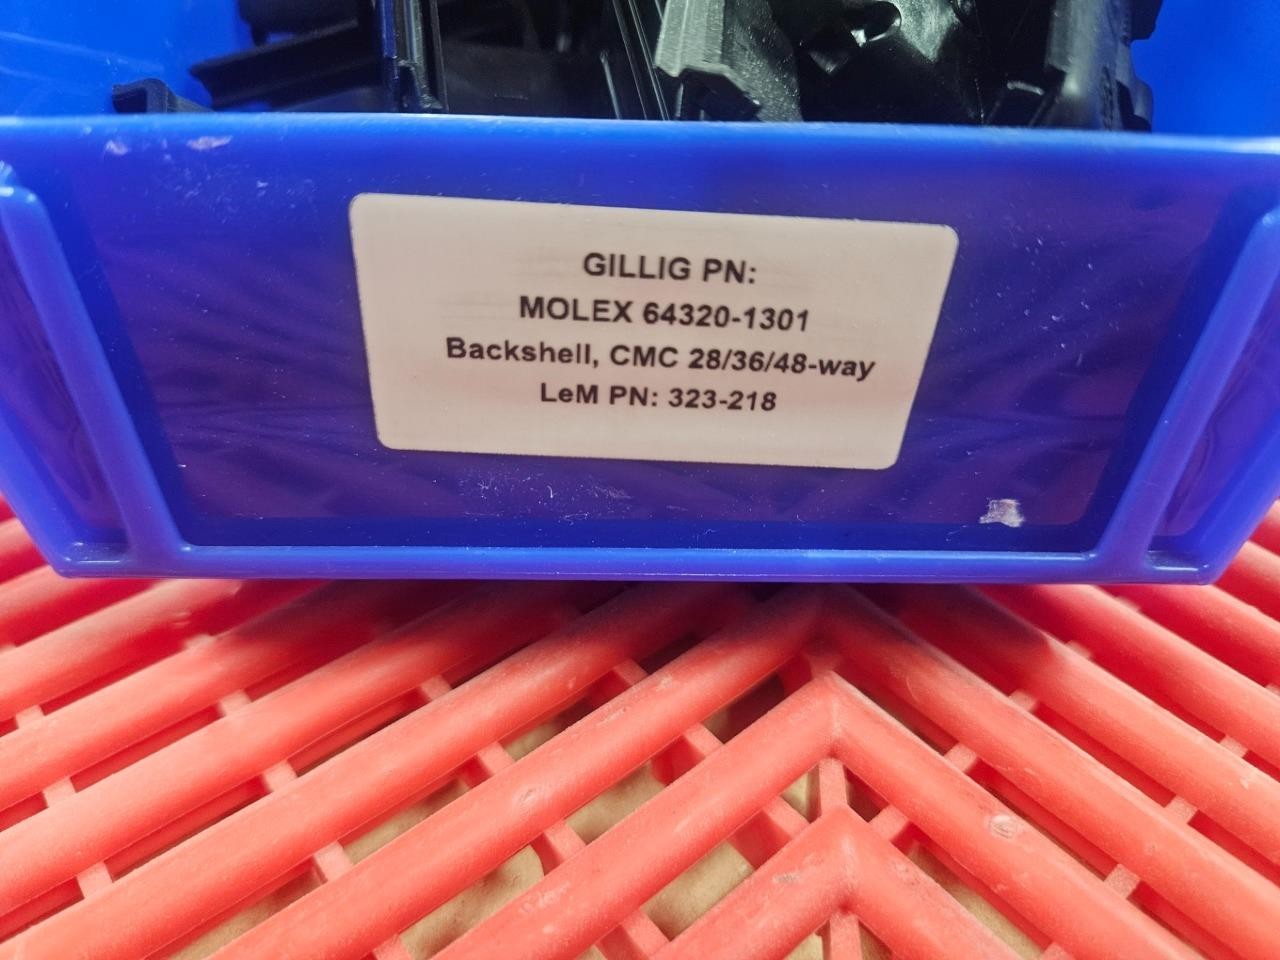 GILLIG PN:
MOLEX 64320-1301
Backshell, CMC 28/36/48-way
LeM PN: 323-218